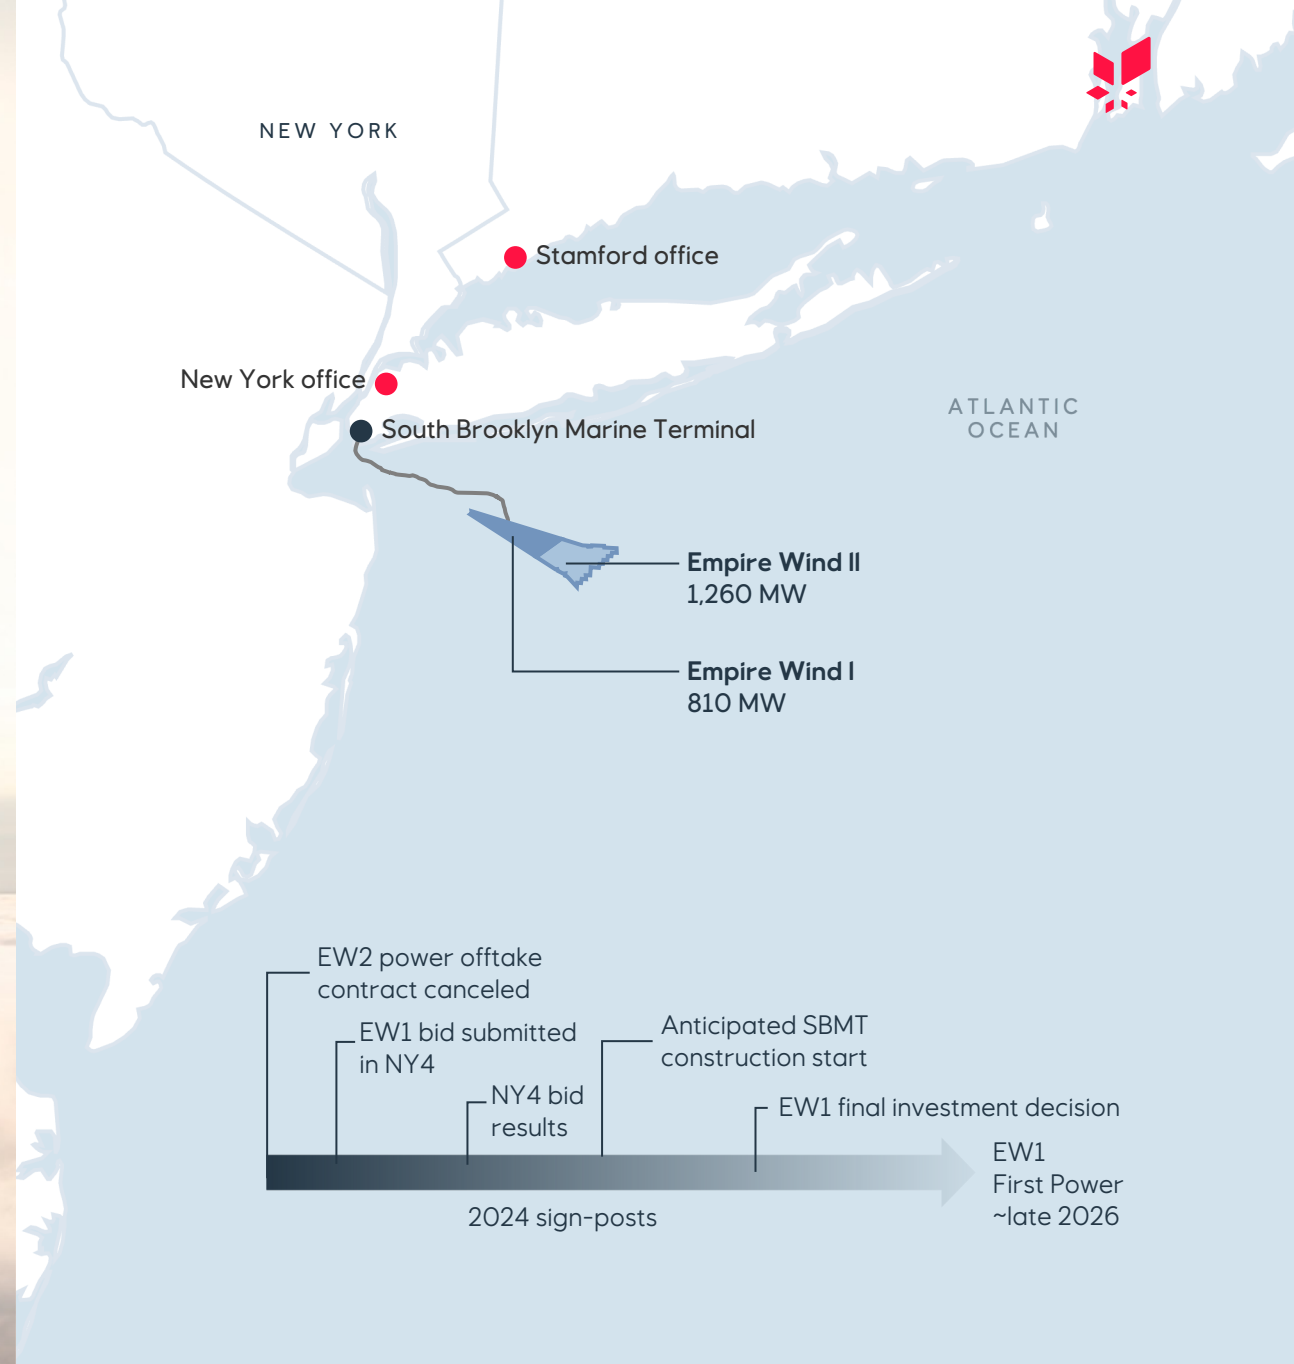 NEW YORK
Stamford office
New York office
South Brooklyn Marine Terminal
ATLANTIC
OCEAN
Empire Wind II
1,260 MW
Empire Wind I
810 MW
EW2 power offtake
contract canceled
EW1 bid submitted
in NY4
NY4 bid
results
Anticipated SBMT
construction start
EW1 final investment decision
EW1
First Power
~late 2026
2024 sign-posts